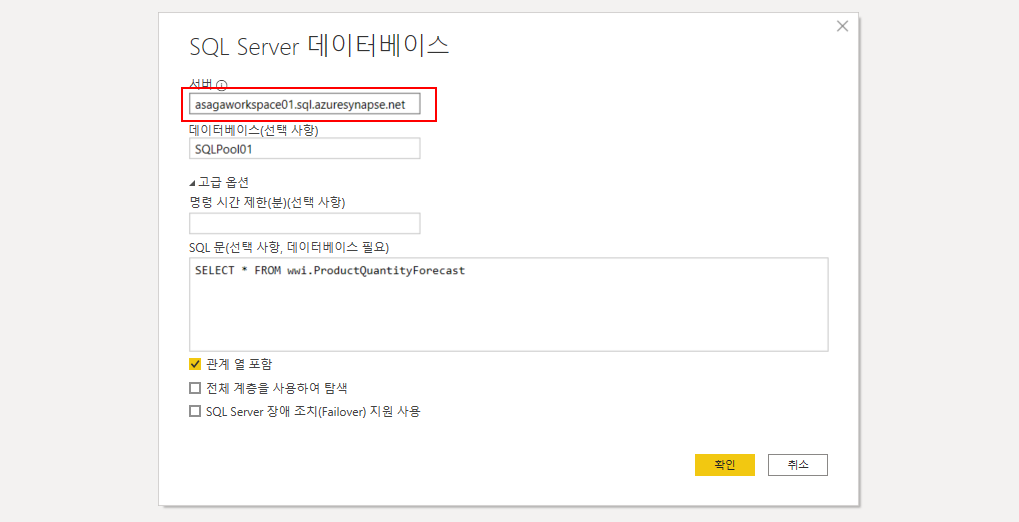 SQL Server 데이터베이스
서버
asagaworkspace01.sql.azuresynapse.net
데이터베이스(선택 사항)
SQLPool01
고급 옵션
명령 시간 제한(분)(선택 사항)
SQL 문(선택 사항, 데이터베이스 필요)
SELECT * FROM wwi.ProductQuantityForecast
관계 열 포함
전체 계층을 사용하여 탐색
SQL Server 장애 조치(Failover) 지원 사용
확인 취소